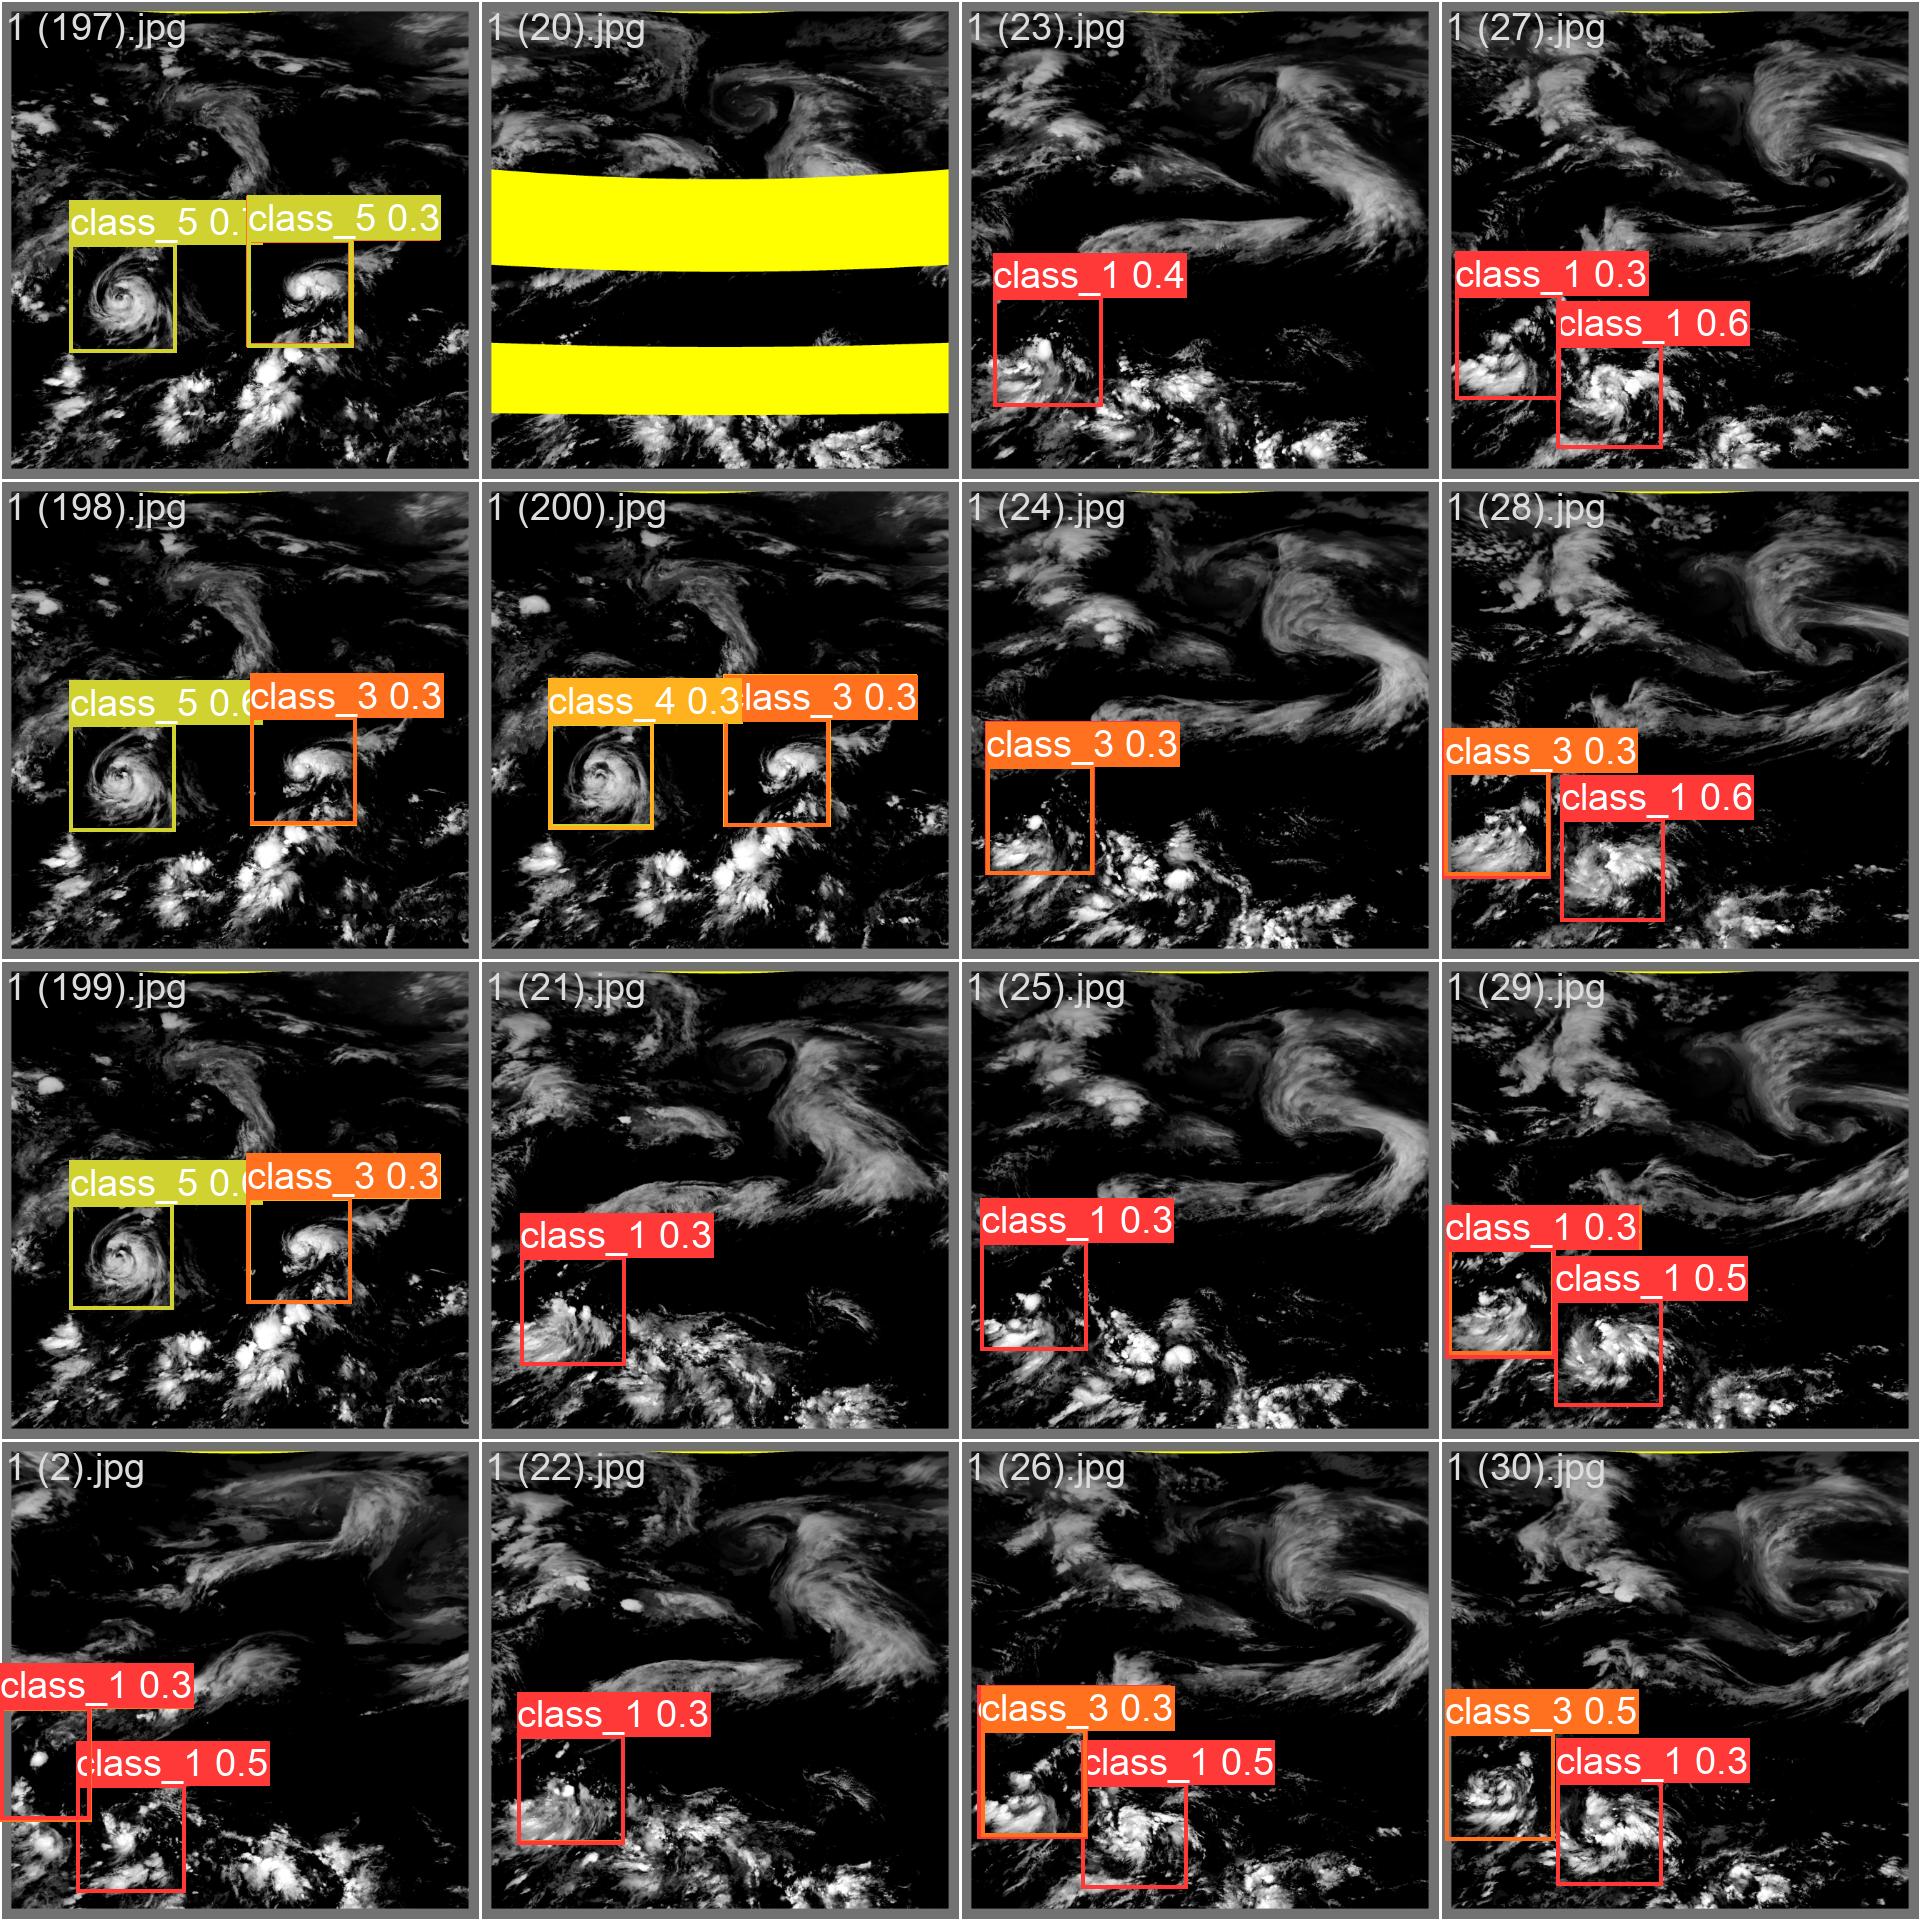 1 (197).jpg
class_5 0.
class_5 0.3
1 (20).jpg
1 (23).jpg
class_1 0.4
1 (27).jpg
class_1 0.3
class_1 0.6
1 (198).jpg
class_5 0.6
class_3 0.3
1 (200).jpg
class_4 0.3
class_3 0.3
1 (24).jpg
class_3 0.3
1 (28).jpg
class_3 0.3
class_1 0.6
1 (199).jpg
class_5 0.
class_3 0.3
1 (21).jpg
class_1 0.3
1 (25).jpg
class_1 0.3
1 (29).jpg
class_1 0.3
class_1 0.5
1 (2).jpg
class_1 0.3
class_1 0.5
1 (22).jpg
class_1 0.3
1 (26).jpg
class_3 0.3
class_1 0.5
1 (30).jpg
class_3 0.5
class_1 0.3